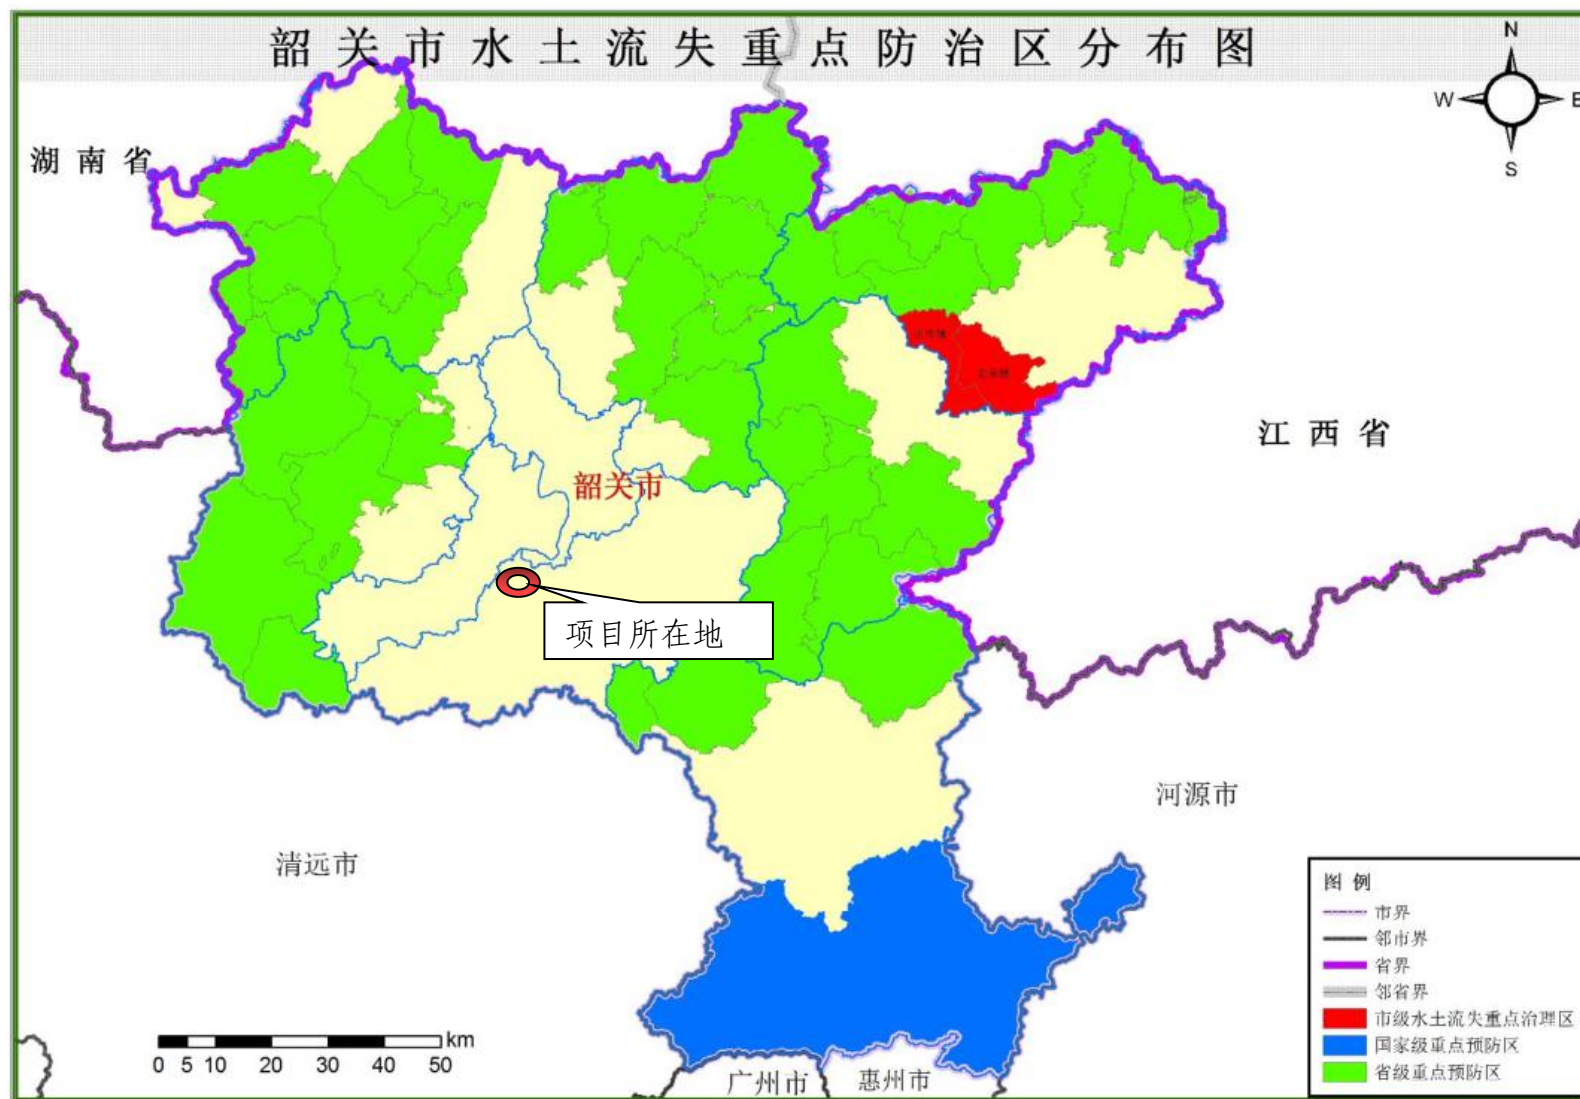 韶关市水土流失重点防治区分布图
N
W
E
S
湖南省
江西省
韶关市
项目所在地
河源市
清远市
广州市
惠州市
km
0 5 10 20 30 40 50
图例
市界
邻市界
省界
邻省界
市级水土流失重点治理区
国家级重点预防区
省级重点预防区